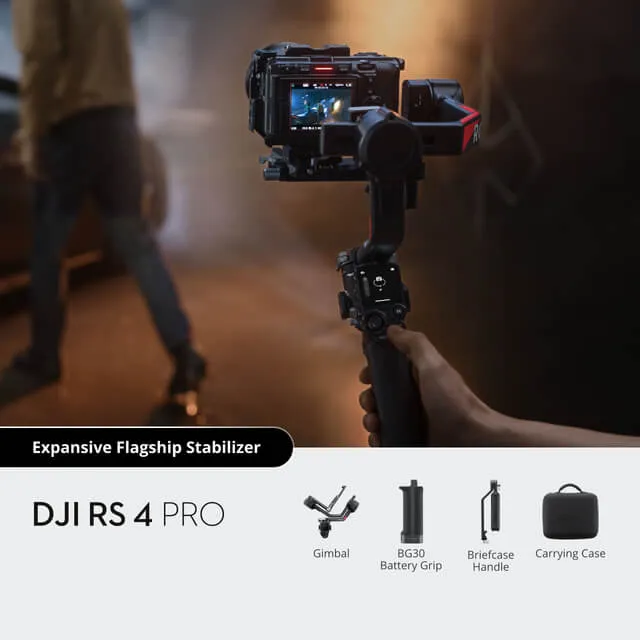 Expansive Flagship Stabilizer
DJI RS 4 PRO
Gimbal
BG30
Battery Grip
Briefcase
Handle
Carrying Case